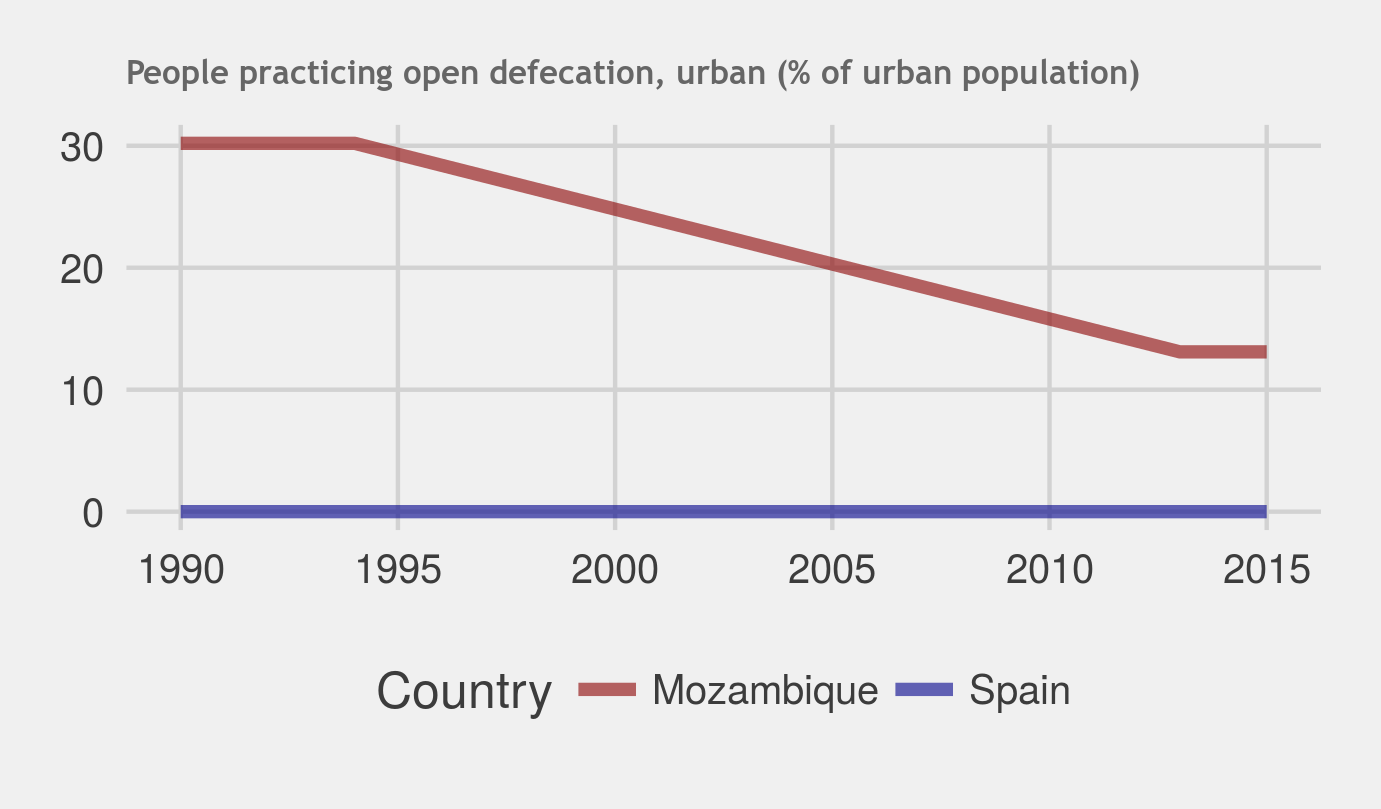 People practicing open defecation, urban (% of urban population)
30
20
10
0
1990 1995 2000 2005 2010 2015
Country Mozambique Spain